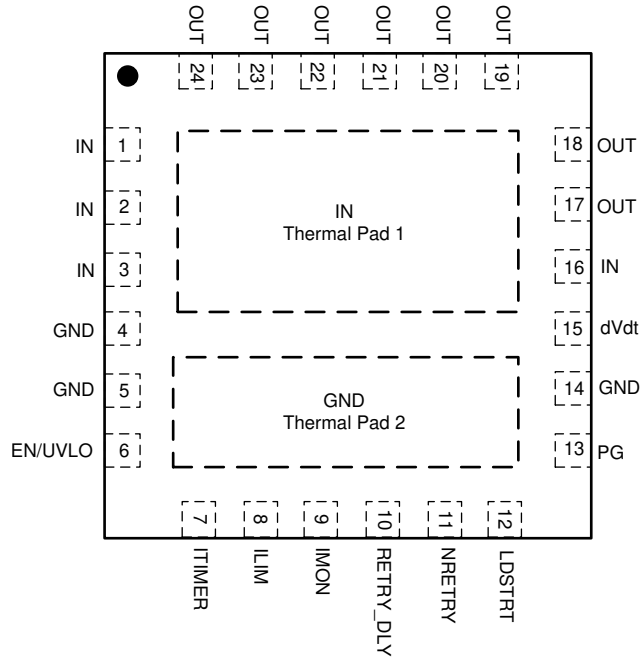 OUT OUT OUT OUT OUT OUT
24 23 22 21 20 19
IN 1
18 OUT
IN 2
17 OUT
IN
Thermal Pad 1
IN 3
16 IN
GND 4
15 dVdt
GND 5
14 GND
GND
Thermal Pad 2
EN/UVLO 6
13 PG
7 8 9 10 11 12
ITIMER ILIM IMON RETRY_DLY NRETRY LDSTRT